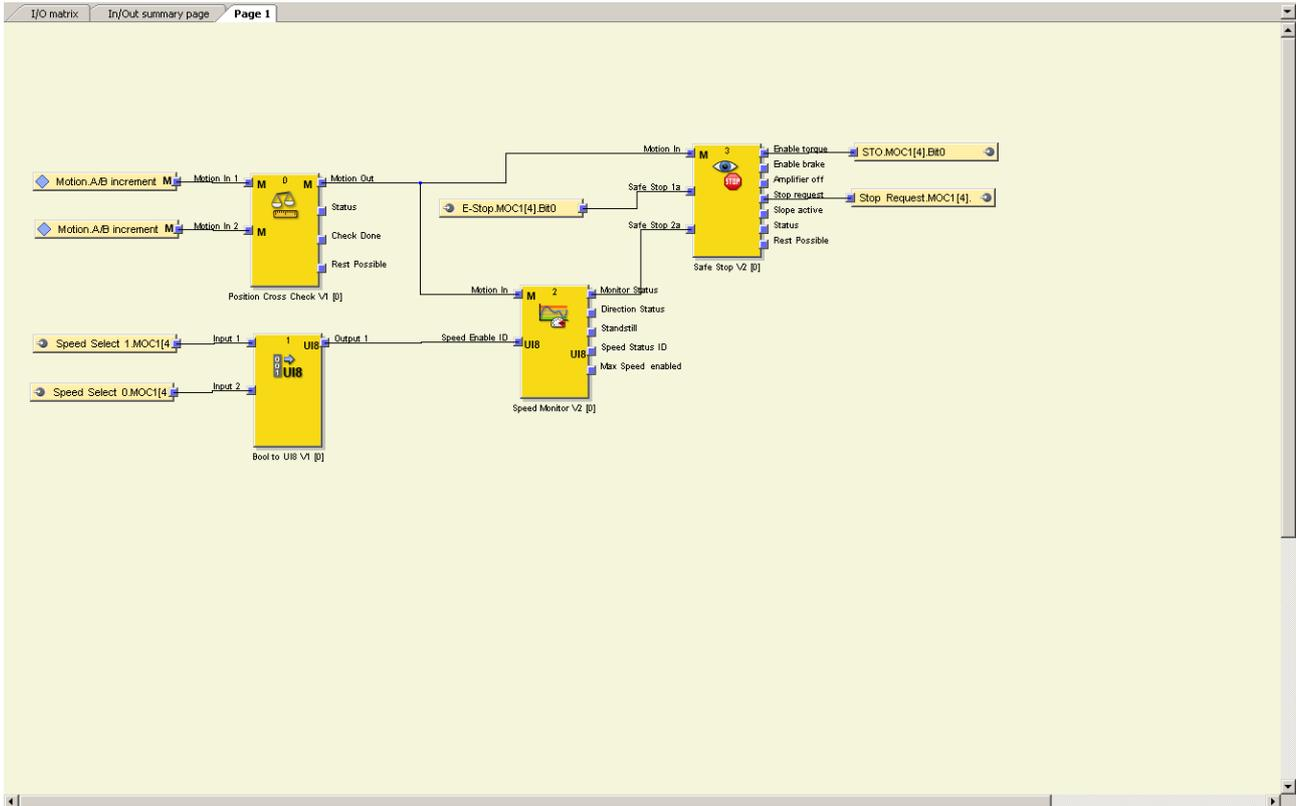 I/O matrix
In/Out summary page
Page 1
Motion.A/B increment M
Motion In 1
M 0 M
Motion Out
Status
Motion.A/B increment M
Motion In 2
M
Check Done
Rest Possible
Position Cross Check V1 [0]
Speed Select 1.MOC1[4
Input 1
1 UI8
Output 1
UI8
Speed Select 0.MOC1[4
Input 2
Bool to UI8 V1 [0]
E-Stop.MOC1[4].Bit0
Motion In
M 2
Monitor Status
Direction Status
Standstill
Speed Enable ID
UI8
UI8
Speed Status ID
Max Speed enabled
Speed Monitor V2 [0]
Motion In
M 3
Enable torque
STO.MOC1[4].Bit0
Enable brake
STOP
Amplifier off
Safe Stop 1a
Stop request
Stop Request.MOC1[4].
Slope active
Safe Stop 2a
Status
Rest Possible
Safe Stop V2 [0]